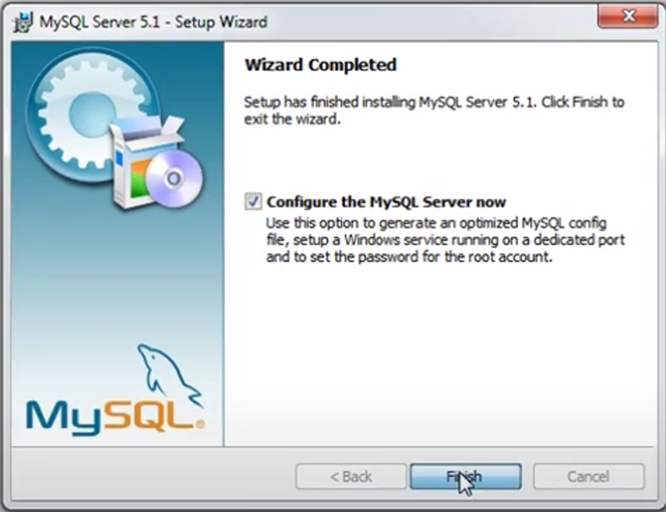 MySQL Server 5.1 - Setup Wizard
Wizard Completed
Setup has finished installing MySQL Server 5.1. Click Finish to
exit the wizard.
Configure the MySQL Server now
Use this option to generate an optimized MySQL config
file, setup a Windows service running on a dedicated port
and to set the password for the root account.
MySQL®
< Back
Finish
Cancel